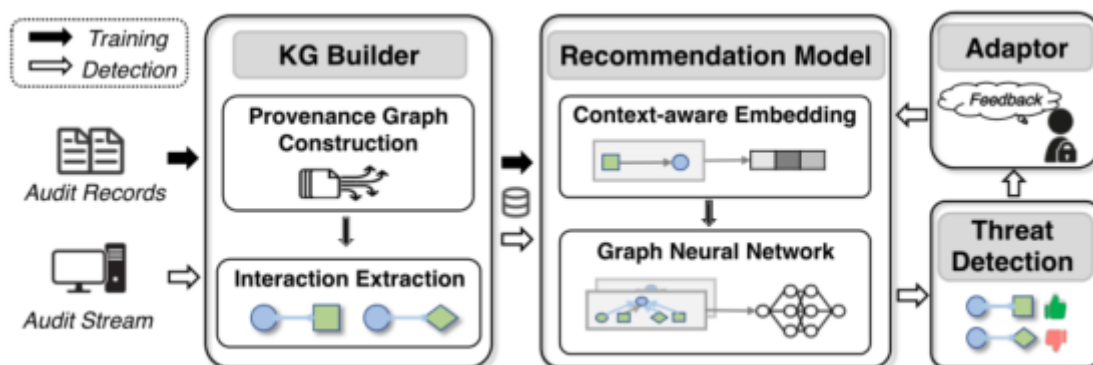 Training
Detection
Audit Records
Audit Stream
KG Builder
Provenance Graph
Construction
Interaction Extraction
Recommendation Model
Context-aware Embedding
Graph Neural Network
Adaptor
Feedback
Threat
Detection